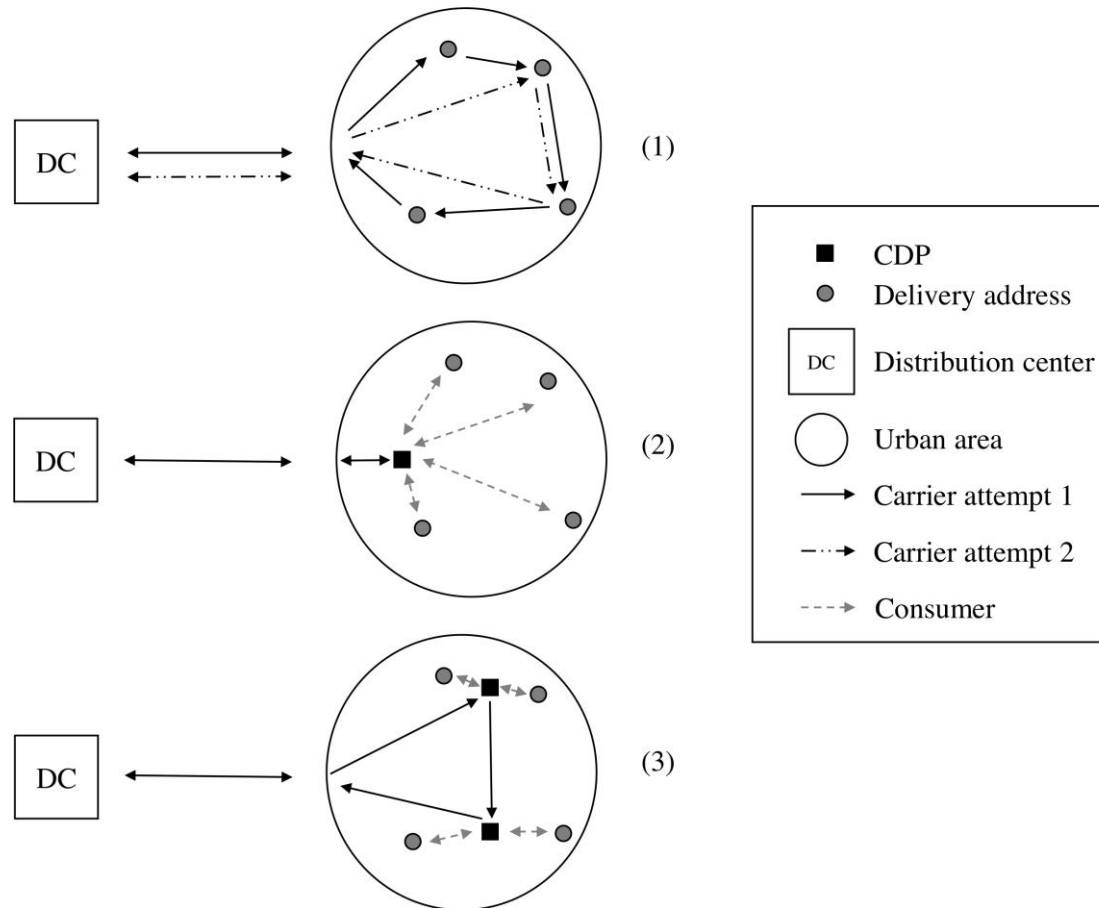 DC
(1)
DC
(2)
DC
(3)
CDP
Delivery address
DC
Distribution center
Urban area
Carrier attempt 1
Carrier attempt 2
Consumer